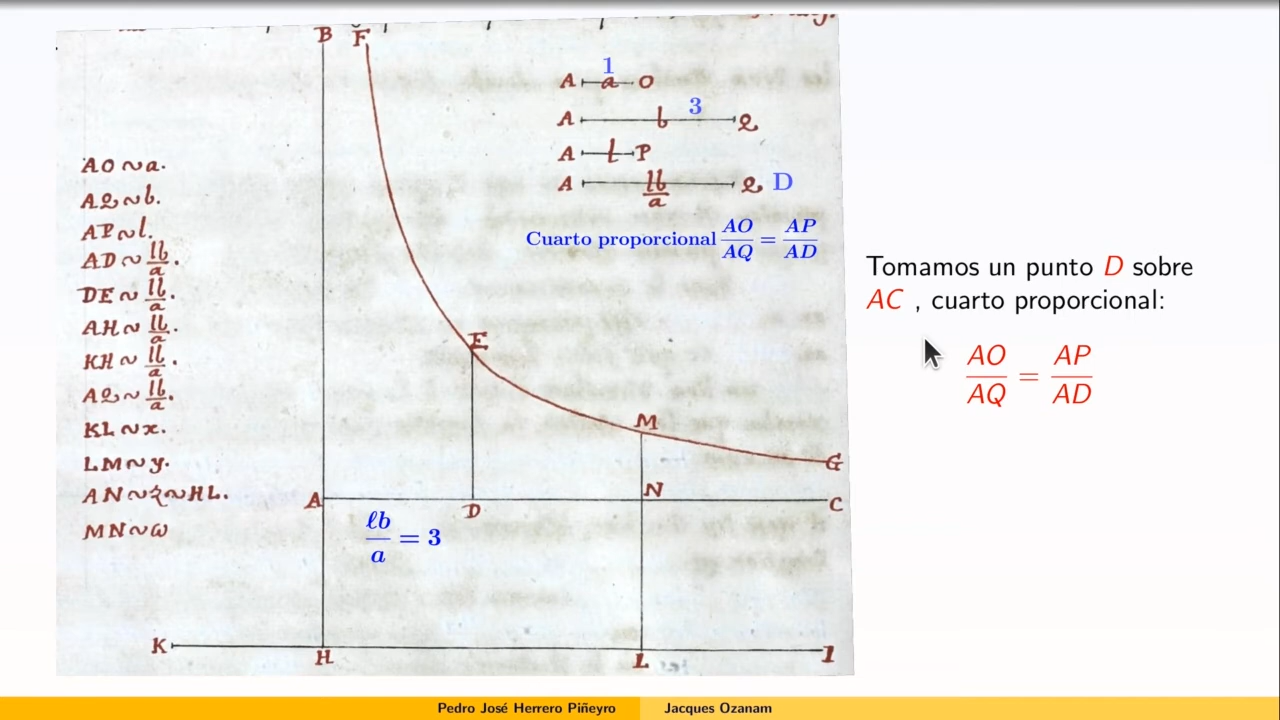 B F
1
A a O
3
A b Q
A l P
A lb/a Q D
Cuarto proporcional AO/AQ = AP/AD
AO ~ a.
AQ ~ b.
AP ~ l.
AD ~ lb/a.
DE ~ lb/a.
AH ~ lb/a.
KH ~ lb/a.
AQ ~ lb/a.
KL ~ x.
LM ~ y.
AN ~ z ~ HL.
MN ~ ω
E
M
G
A D N C
ℓb/a = 3
K H L I
Tomamos un punto D sobre
AC , cuarto proporcional:
AO/AQ = AP/AD
Pedro José Herrero Piñeyro Jacques Ozanam